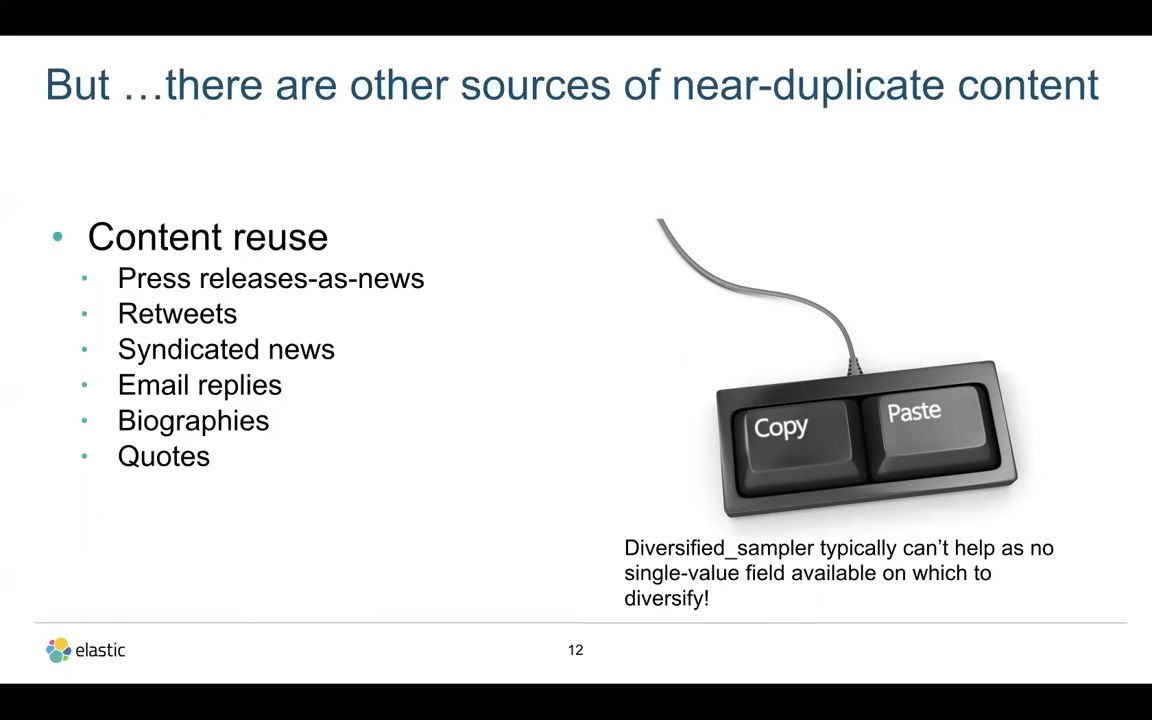 But …there are other sources of near-duplicate content
• Content reuse
• Press releases-as-news
• Retweets
• Syndicated news
• Email replies
• Biographies
• Quotes
Copy
Paste
Diversified_sampler typically can’t help as no
single-value field available on which to
diversify!
elastic
12